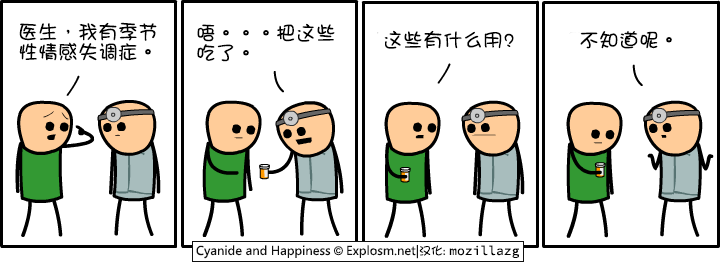 医生，我有季节
性情感失调症。
唔。。。把这些
吃了。
这些有什么用?
不知道呢。
Cyanide and Happiness © Explosm.net|汉化: mozillazg